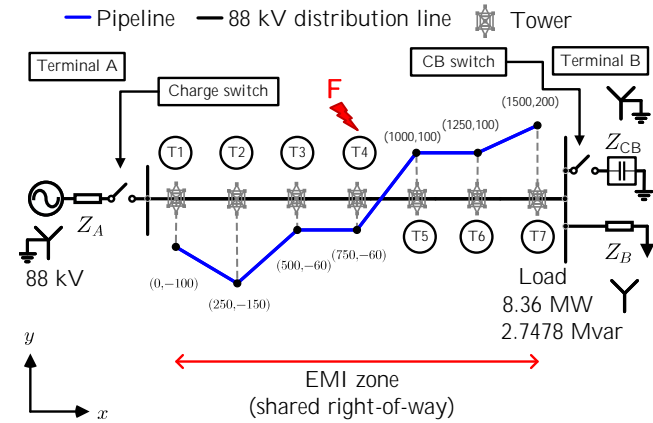 Pipeline 88 kV distribution line Tower
Terminal A
Charge switch
CB switch
Terminal B
F
(1000,100)
(1250,100)
(1500,200)
T1 T2 T3 T4
Z_A
Z_CB
88 kV
(0,−100)
(250,−150)
(500,−60)
(750,−60)
T5 T6 T7
Z_B
Load
8.36 MW
2.7478 Mvar
y
x
EMI zone
(shared right-of-way)